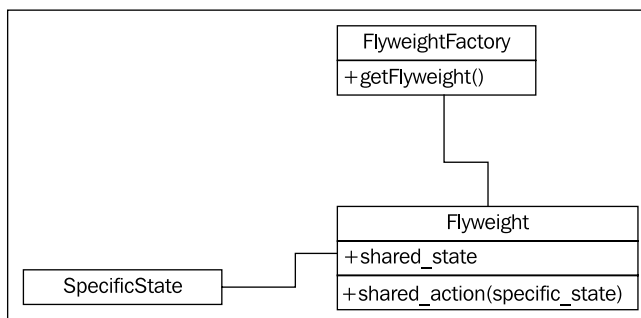 FlyweightFactory
+getFlyweight()
Flyweight
+shared_state
+shared_action(specific_state)
SpecificState